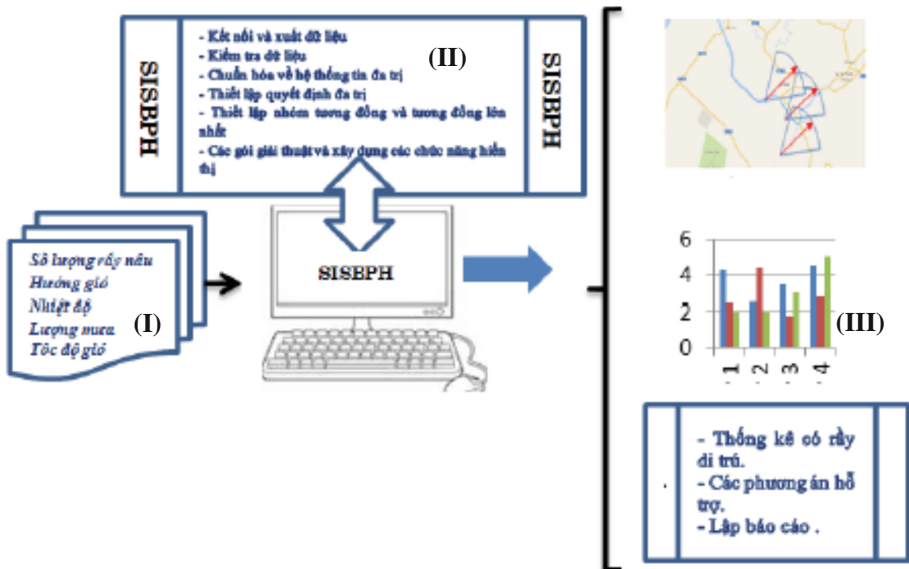 Số lượng rầy nâu
Hướng gió
Nhiệt độ
Lượng mưa
Tốc độ gió
(I)
SISBPH
- Kết nối và xuất dữ liệu
- Kiểm tra dữ liệu
- Chuẩn hóa về hệ thống tin đa trị
- Thiết lập quyết định đa trị
- Thiết lập nhóm tương đồng và tương đồng lớn
nhất
- Các gói giải thuật và xây dựng các chức năng hiển
thị
(II)
SISBPH
SISBPH
6
4
2
0
1
2
3
4
(III)
- Thống kê có rầy
di trú.
- Các phương án hỗ
trợ.
- Lập báo cáo .